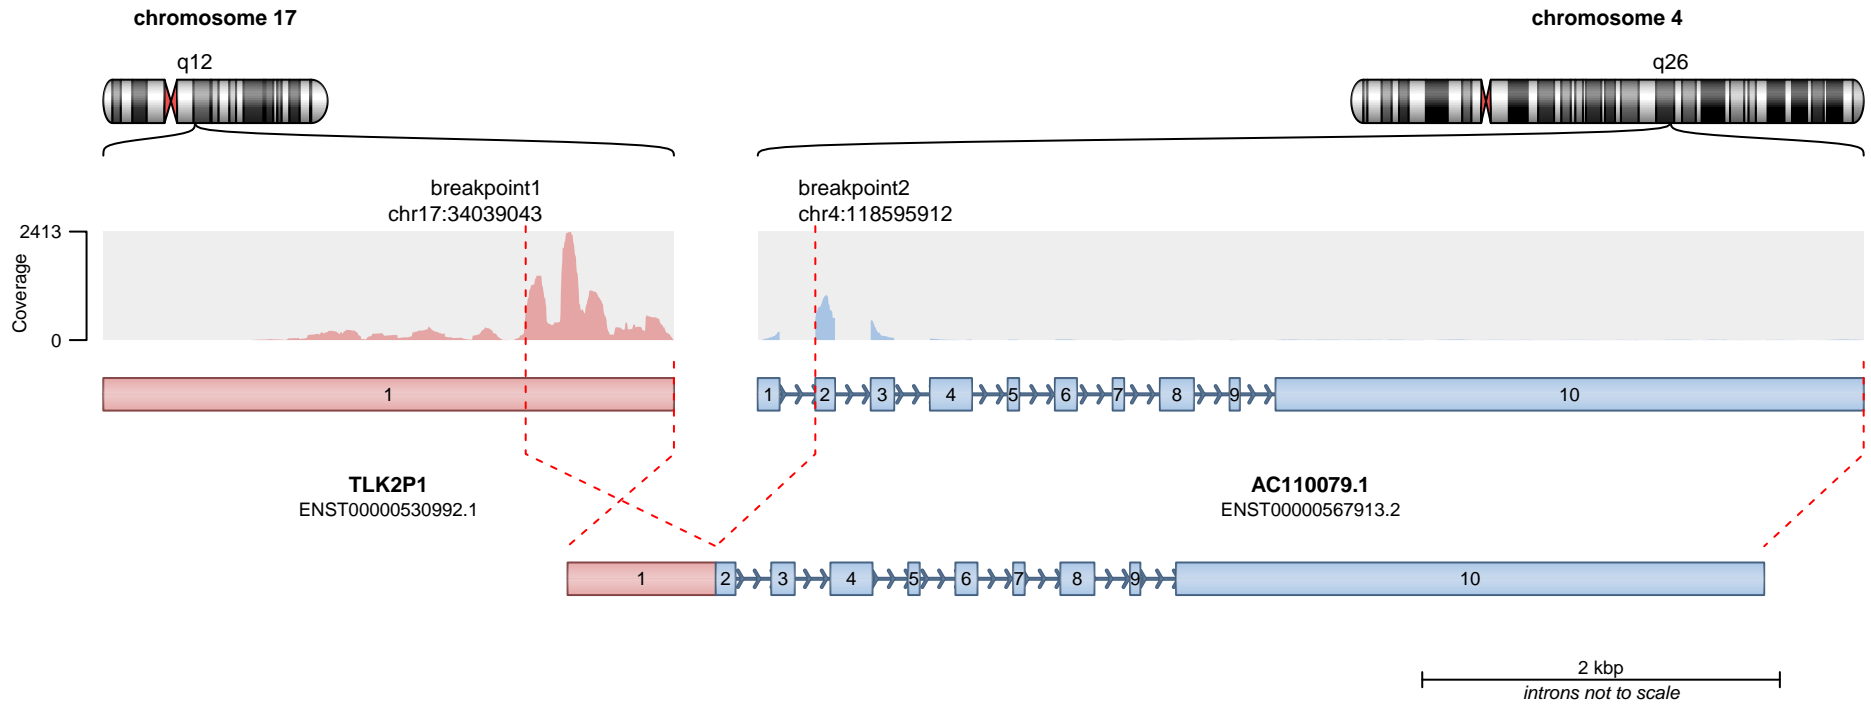 chromosome 17
chromosome 4
q12
q26
breakpoint1
chr17:34039043
breakpoint2
chr4:118595912
2413
Coverage
0
1
1 2 3 4 5 6 7 8 9 10
TLK2P1
ENST00000530992.1
AC110079.1
ENST00000567913.2
1 2 3 4 5 6 7 8 9 10
2 kbp
introns not to scale